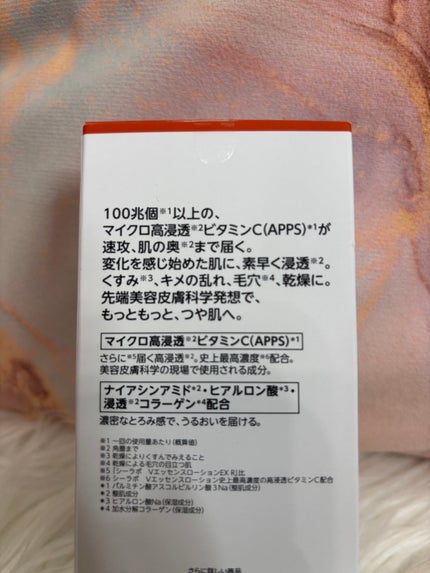 100兆個※1以上の、
マイクロ高浸透※2ビタミンC(APPS)*1が
速攻、肌の奥※2まで届く。
変化を感じ始めた肌に、素早く浸透※2。
くすみ※3、キメの乱れ、毛穴※4、乾燥に。
先端美容皮膚科学発想で、
もっともっと、つや肌へ。
マイクロ高浸透※2ビタミンC(APPS)*1
さらに※5届く高浸透※2。史上最高濃度※6配合。
美容皮膚科学の現場で使用される成分。
ナイアシンアミド*2・ヒアルロン酸*3・
浸透※2コラーゲン*4配合
濃密なとろみ感で、うるおいを届ける。
※1 一回の使用量あたり(概算値)
※2 角層まで
※3 乾燥によりくすんでみえること
※4 乾燥による毛穴の目立つ肌
※5「シーラボ VエッセンスローションEX R」比
※6 シーラボ Vエッセンスローション史上最高濃度の高浸透ビタミンC配合
*1 パルミチン酸アスコルビルリン酸3Na(整肌成分)
*2 整肌成分
*3 ヒアルロン酸Na(保湿成分)
*4 加水分解コラーゲン(保湿成分)